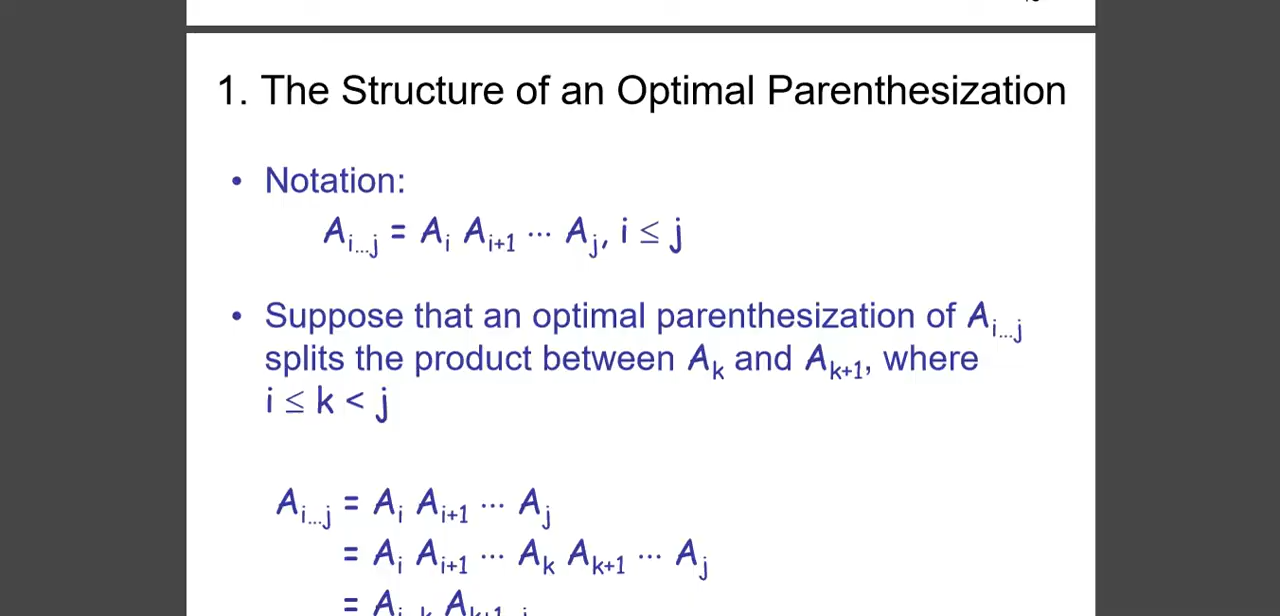 1. The Structure of an Optimal Parenthesization
• Notation:
A_{i…j} = A_i A_{i+1} ⋯ A_j, i ≤ j
• Suppose that an optimal parenthesization of A_{i…j}
splits the product between A_k and A_{k+1}, where
i ≤ k < j
A_{i…j} = A_i A_{i+1} ⋯ A_j
= A_i A_{i+1} ⋯ A_k A_{k+1} ⋯ A_j